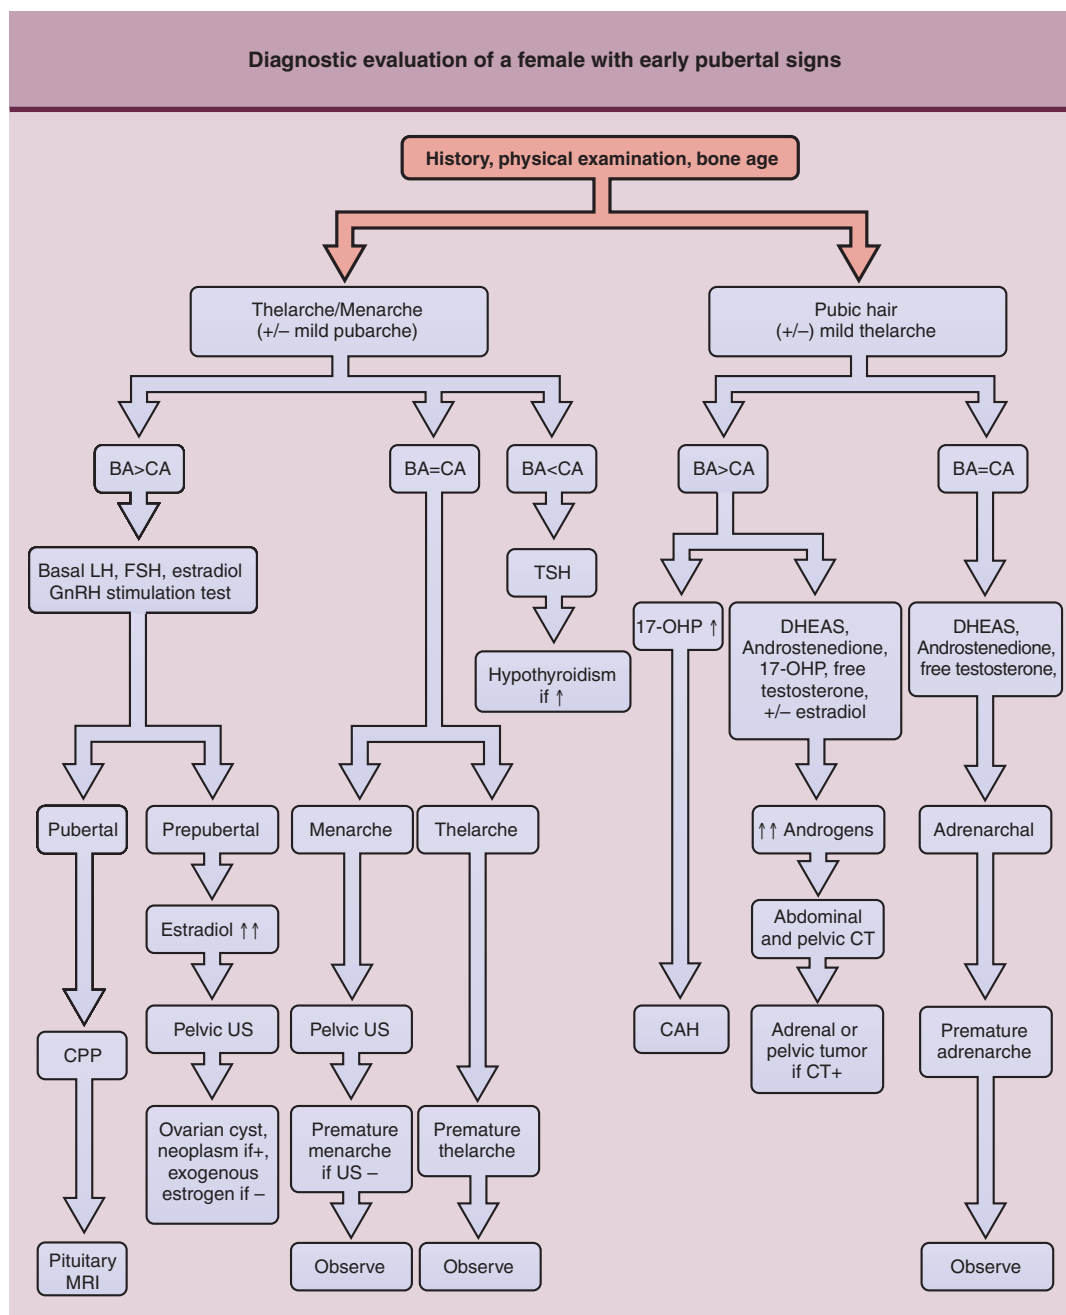 Diagnostic evaluation of a female with early pubertal signs
History, physical examination, bone age
Thelarche/Menarche
(+/– mild pubarche)
Pubic hair
(+/–) mild thelarche
BA>CA
BA=CA
BA<CA
BA>CA
BA=CA
Basal LH, FSH, estradiol
GnRH stimulation test
TSH
Hypothyroidism
if ↑
17-OHP ↑
DHEAS,
Androstenedione,
17-OHP, free
testosterone,
+/– estradiol
DHEAS,
Androstenedione,
free testosterone,
Pubertal
Prepubertal
Menarche
Thelarche
↑↑ Androgens
Adrenarchal
Estradiol ↑↑
Abdominal
and pelvic CT
CPP
Pelvic US
Pelvic US
CAH
Adrenal or
pelvic tumor
if CT+
Premature
adrenarche
Ovarian cyst,
neoplasm if+,
exogenous
estrogen if –
Premature
menarche
if US –
Premature
thelarche
Pituitary
MRI
Observe
Observe
Observe